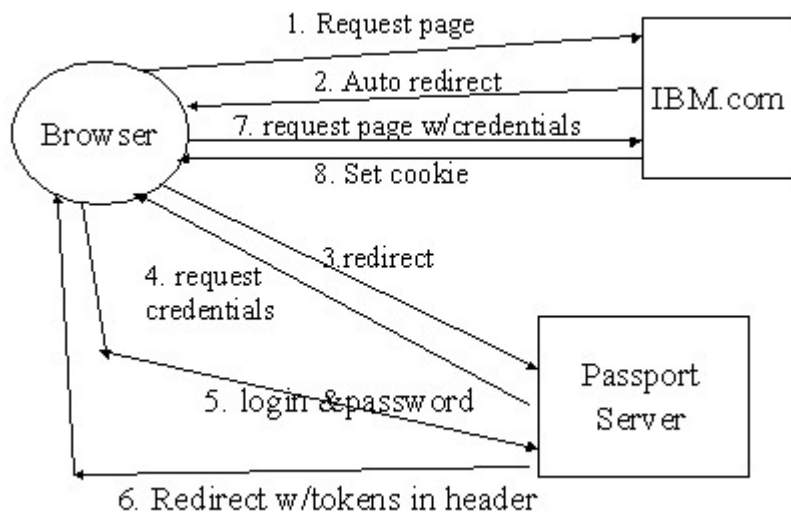 1. Request page
2. Auto redirect
IBM.com
Browser
7. request page w/credentials
8. Set cookie
3.redirect
4. request
credentials
Passport
Server
5. login &password
6. Redirect w/tokens in header